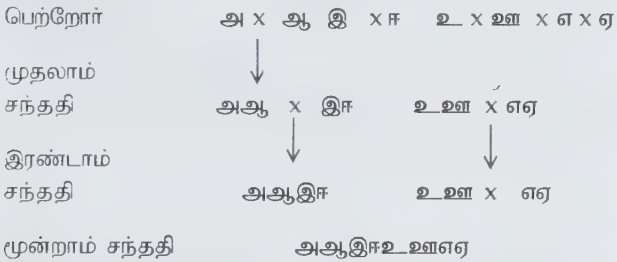 பெற்றோர் அ x ஆ இ x ஈ உ x ஊ x எ x ஏ
முதலாம்
சந்ததி அஆ x இஈ உஊ x எஏ
இரண்டாம்
சந்ததி அஆஇஈ உஊ x எஏ
மூன்றாம் சந்ததி அஆஇஈஉஊஎஏ